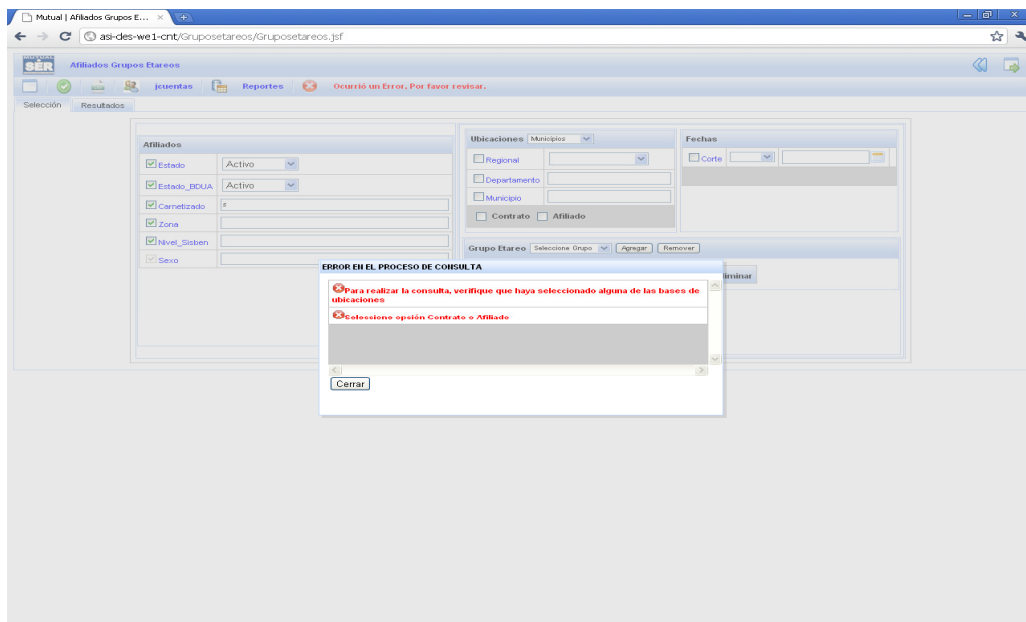 Mutual | Afiliados Grupos E...
asi-des-we1-cnt/Gruposetareos/Gruposetareos.jsf
SER
Afiliados Grupos Etareos
jcuentas
Reportes
Ocurrió un Error, Por favor revisar.
Selección
Resultados
Afiliados
Estado
Activo
Estado_BDUA
Activo
Carnetizado
s
Zona
Nivel_Sisben
Sexo
Ubicaciones
Municipios
Regional
Departamento
Municipio
Contrato
Afiliado
Fechas
Corte
Grupo Etareo
Seleccione Grupo
Agregar
Remover
iminar
ERROR EN EL PROCESO DE CONSULTA
Para realizar la consulta, verifique que haya seleccionado alguna de las bases de
ubicaciones
Seleccione opsión Contrato o Afiliado
Cerrar